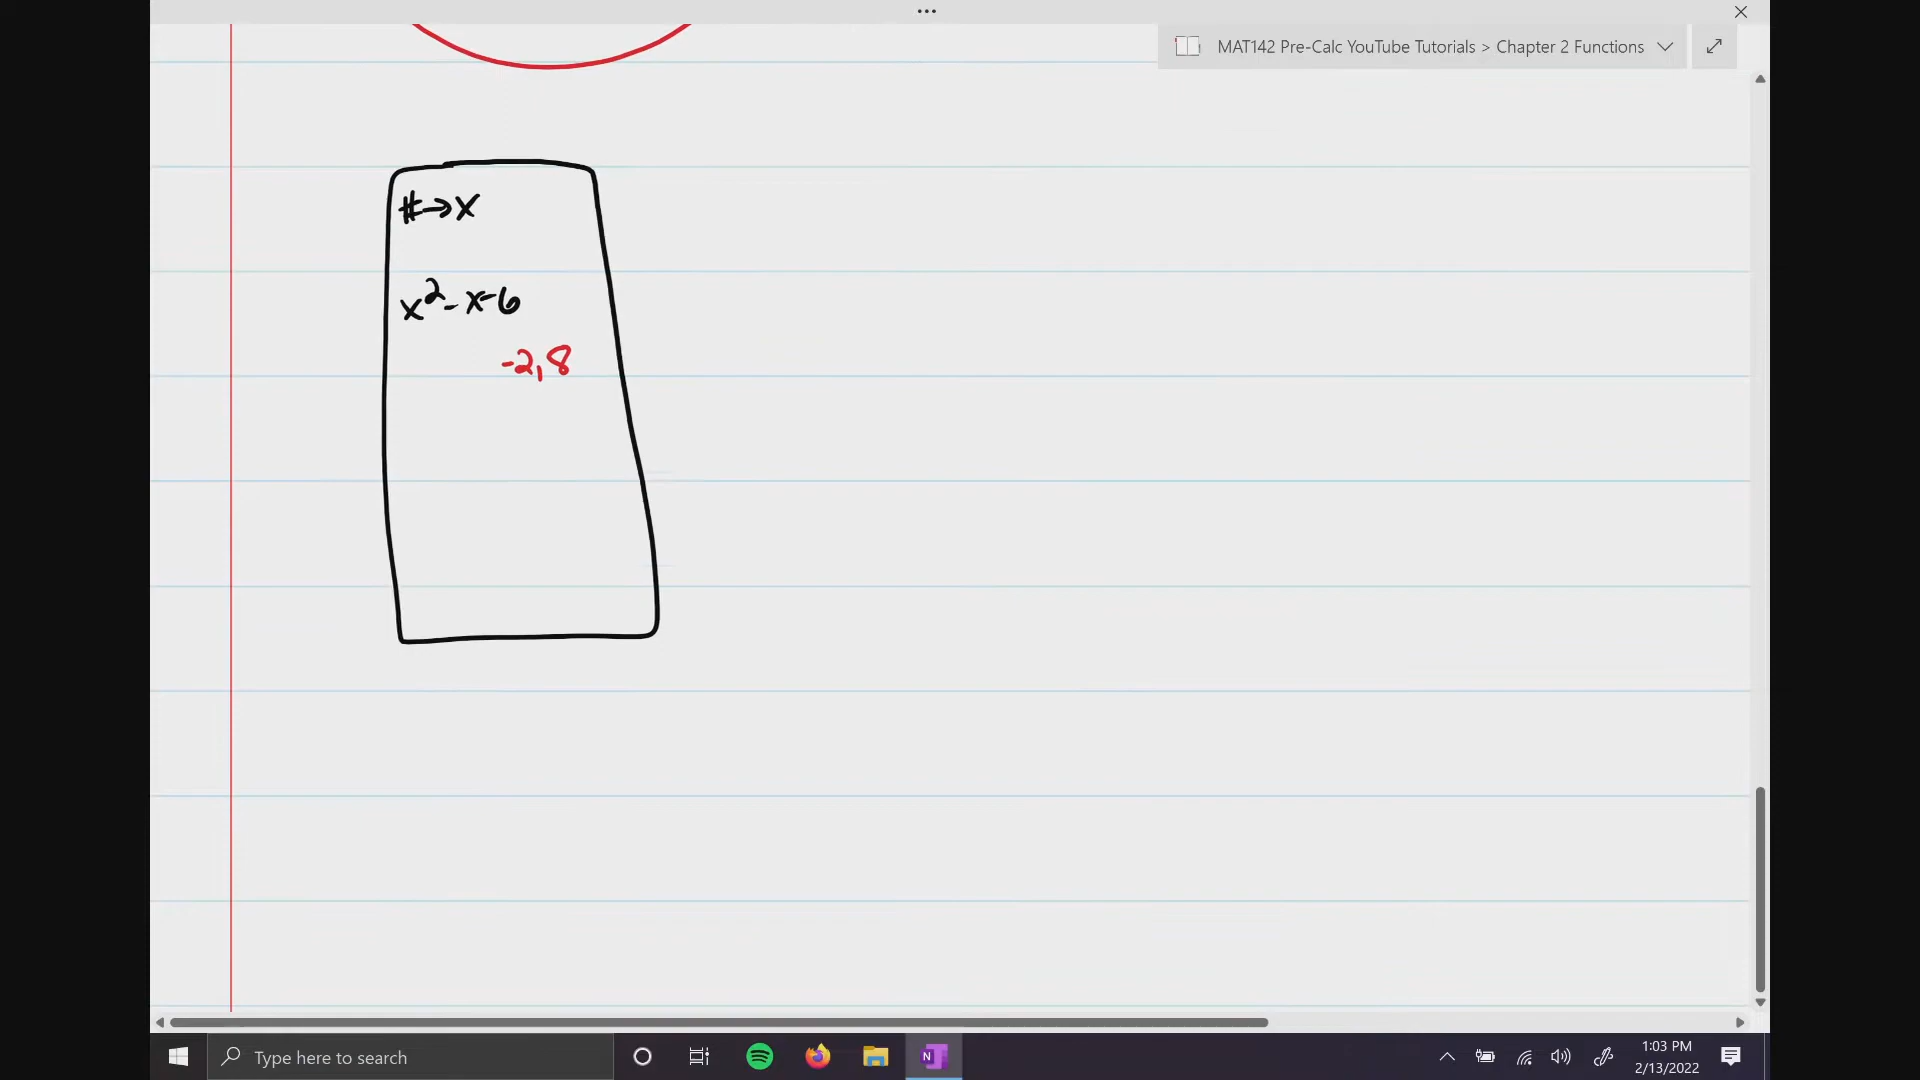 MAT142 Pre-Calc YouTube Tutorials > Chapter 2 Functions
#→x
x²-x-6
-2,8
Type here to search
N
1:03 PM
2/13/2022